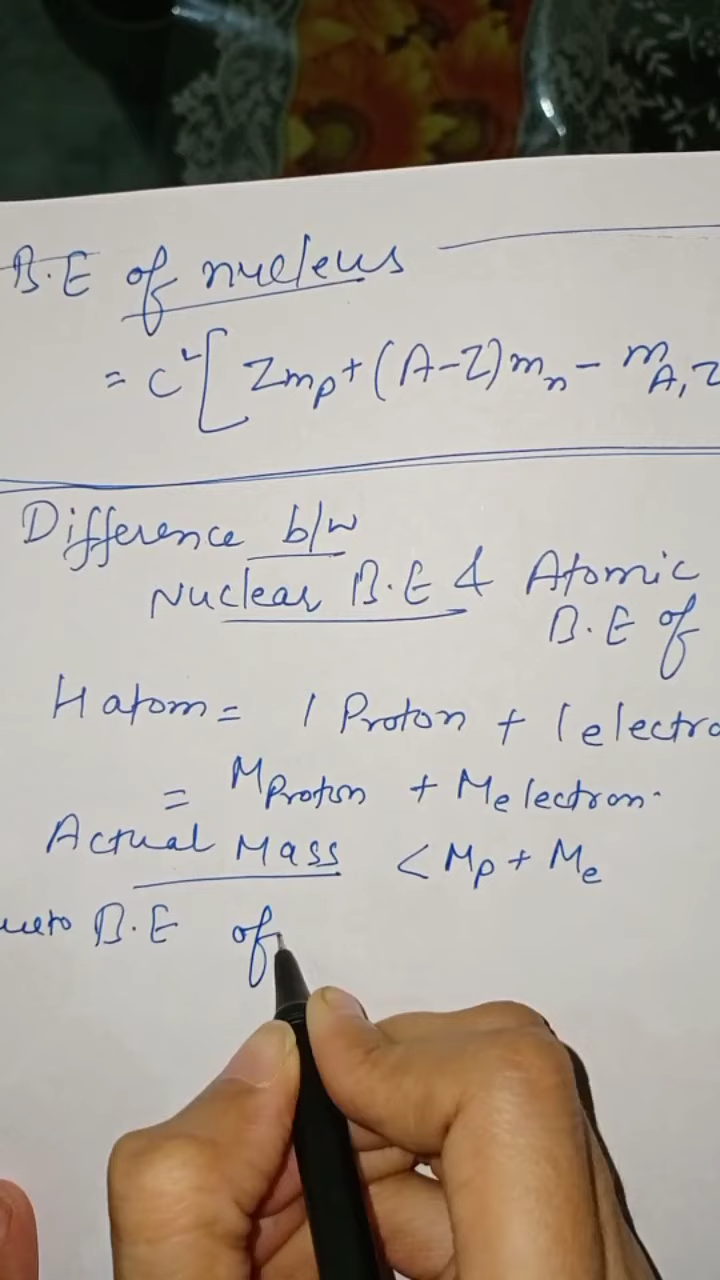 B.E of nucleus
= c²[ Zmp + (A-Z)mn - mA,Z
Difference b/w
Nuclear B.E & Atomic
B.E of
H atom = 1 Proton + 1 electro
= MProton + Melectron.
Actual Mass < Mp + Me
B.E of